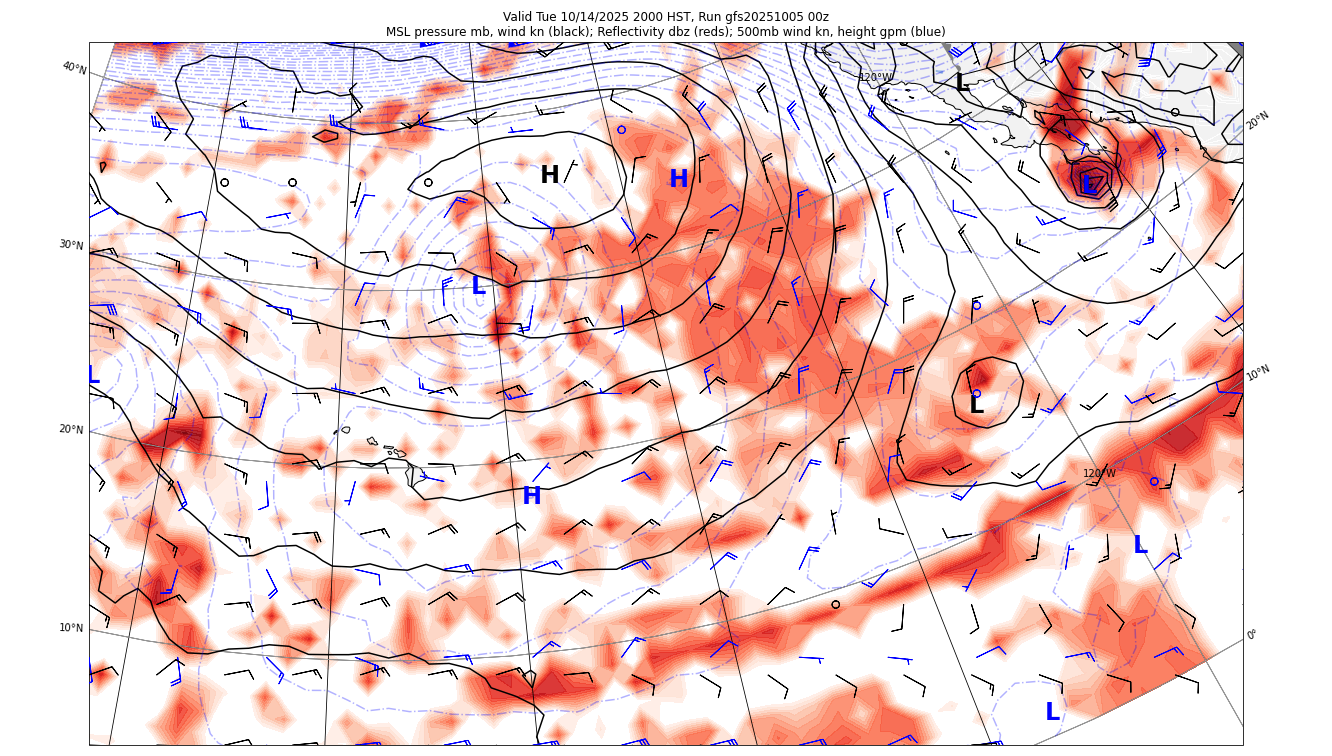 Valid Tue 10/14/2025 2000 HST, Run gfs20251005 00z
MSL pressure mb, wind kn (black); Reflectivity dbz (reds); 500mb wind kn, height gpm (blue)
40°N
120°W
L
20°N
H
H
L
30°N
L
L
10°N
L
20°N
120°W
H
L
10°N
0°
L